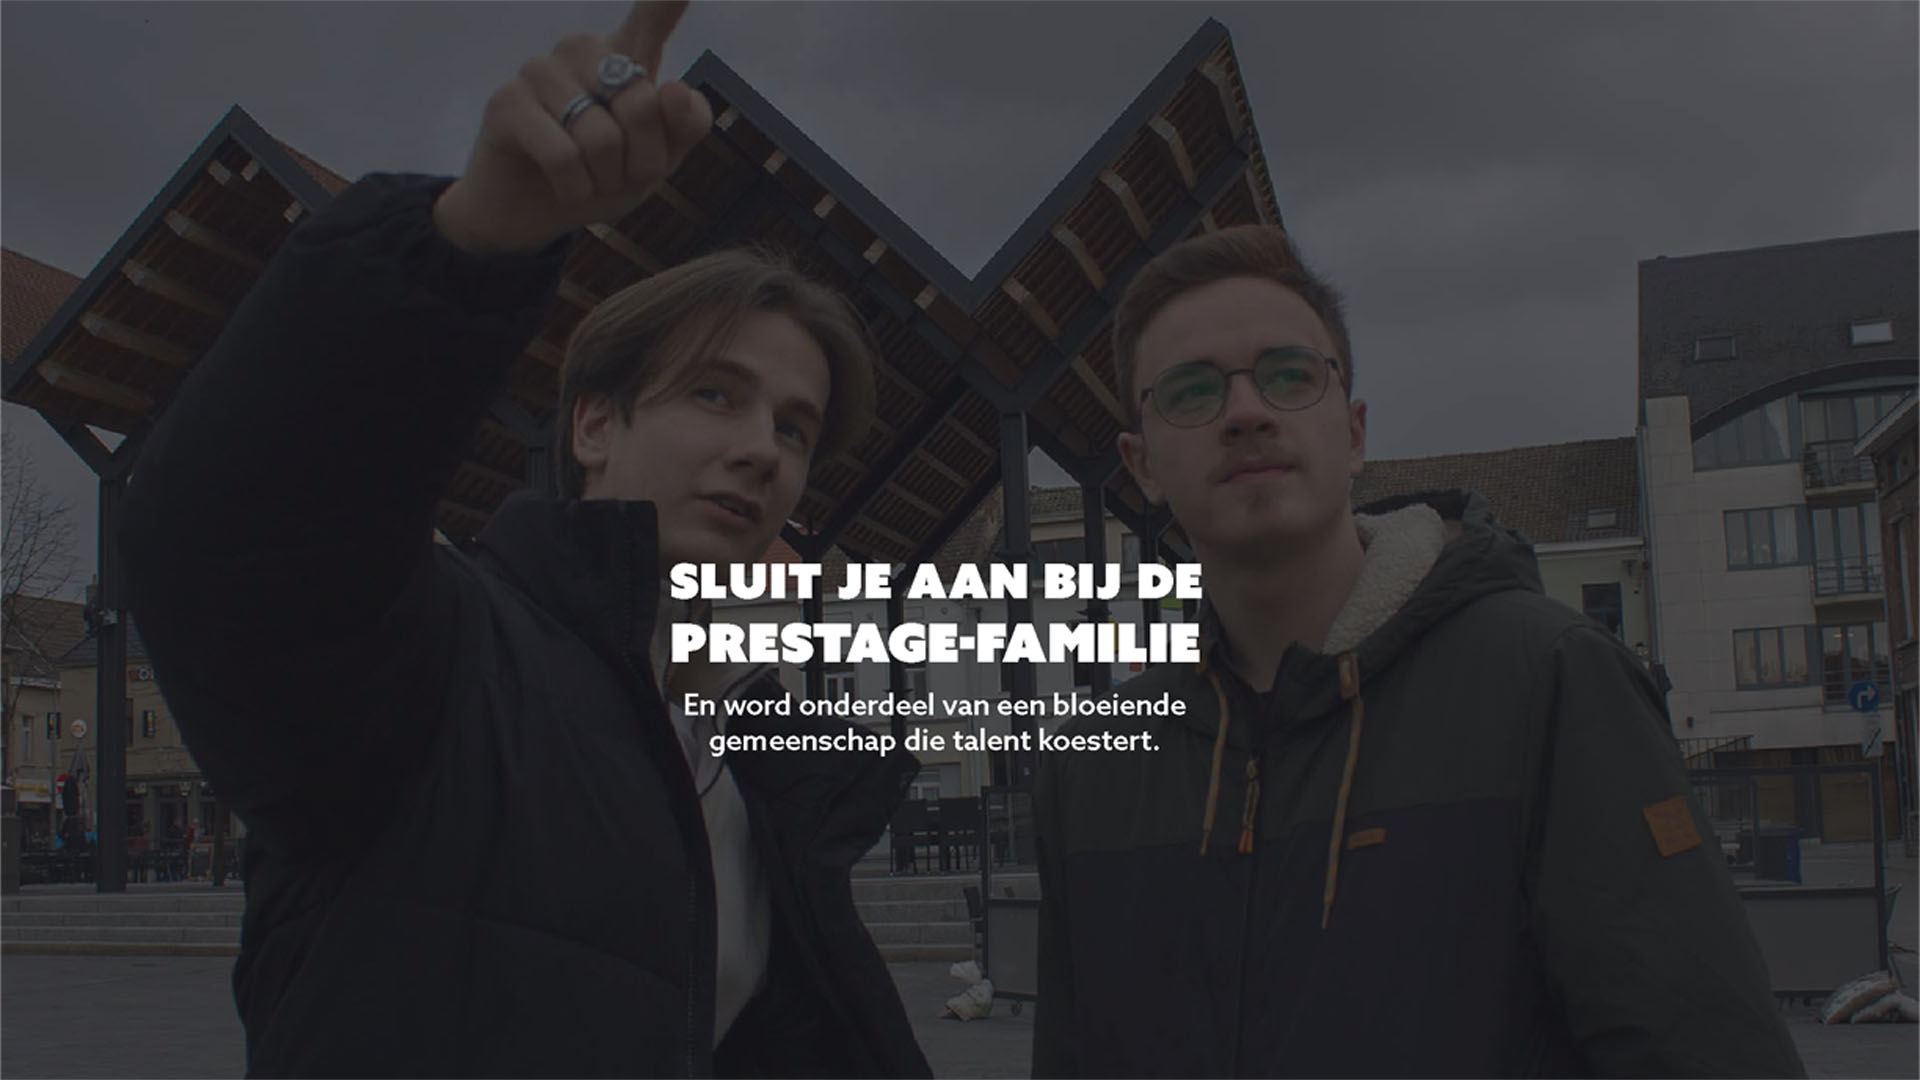 SLUIT JE AAN BIJ DE
PRESTAGE-FAMILIE
En word onderdeel van een bloeiende
gemeenschap die talent koestert.